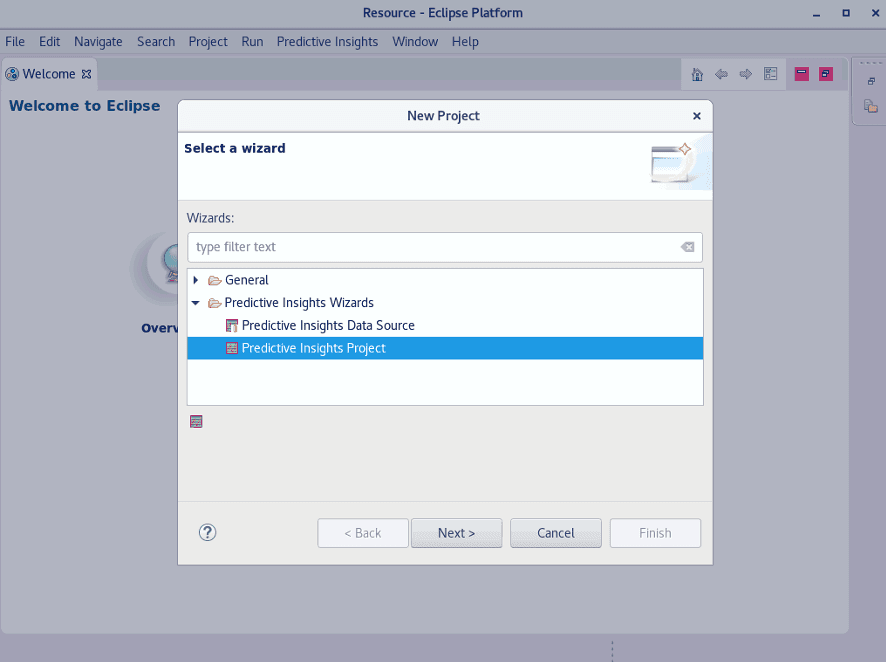 Resource - Eclipse Platform
File Edit Navigate Search Project Run Predictive Insights Window Help
Welcome
Welcome to Eclipse
New Project
Select a wizard
Wizards:
type filter text
General
Predictive Insights Wizards
Predictive Insights Data Source
Overv
Predictive Insights Project
? < Back Next > Cancel Finish